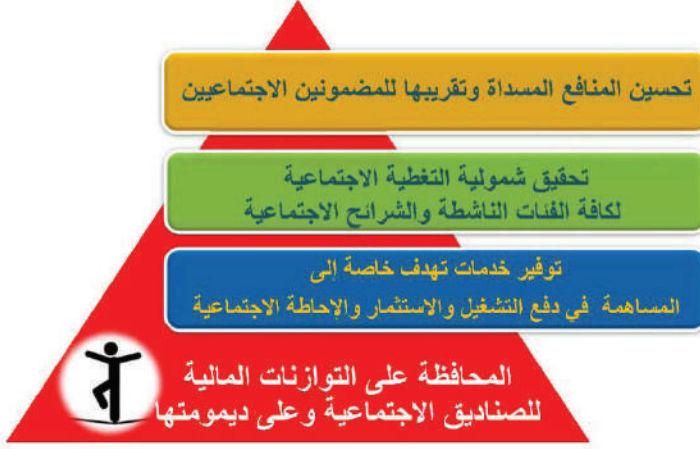 تحسين المنافع المسداة وتقريبها للمضمونين الاجتماعيين
تحقيق شمولية التغطية الاجتماعية
لكافة الفئات الناشطة والشرائح الاجتماعية
توفير خدمات تهدف خاصة إلى
المساهمة في دفع التشغيل والاستثمار والإحاطة الاجتماعية
المحافظة على التوازنات المالية
للصناديق الاجتماعية وعلى ديمومتها